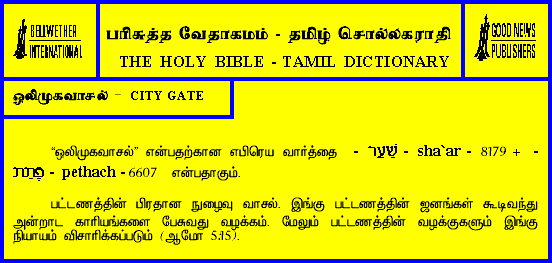 BELLWETHER
INTERNATIONAL
பரிசுத்த வேதாகமம் - தமிழ் சொல்லகராதி
THE HOLY BIBLE - TAMIL DICTIONARY
GOOD NEWS
PUBLISHERS
ஒலிமுகவாசல் – CITY GATE
“ஒலிமுகவாசல்” என்பதற்கான எபிரெய வார்த்தை - שַׁעַר - sha`ar - 8179 + -
פֶּתַח - pethach - 6607 என்பதாகும்.
பட்டணத்தின் பிரதான நுழைவு வாசல். இங்கு பட்டணத்தின் ஜனங்கள் கூடிவந்து
அன்றாட காரியங்களை பேசுவது வழக்கம். மேலும் பட்டணத்தின் வழக்குகளும் இங்கு
நியாயம் விசாரிக்கப்படும் (ஆமோ 5:15).